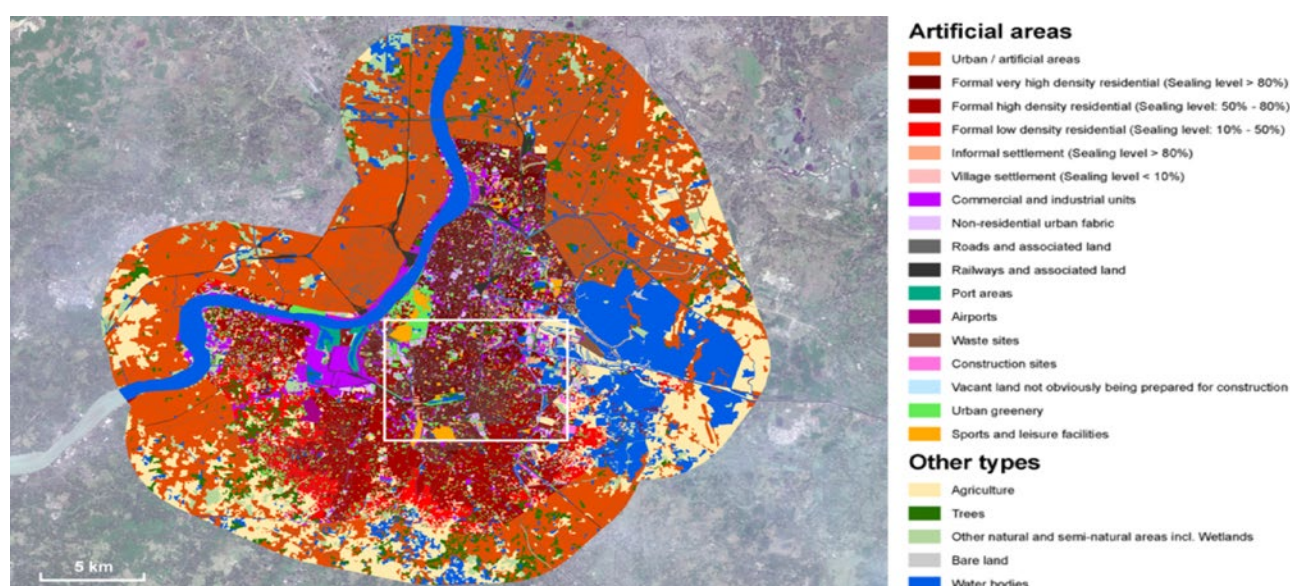 Artificial areas
Urban / artificial areas
Formal very high density residential (Sealing level > 80%)
Formal high density residential (Sealing level: 50% - 80%)
Formal low density residential (Sealing level: 10% - 50%)
Informal settlement (Sealing level > 80%)
Village settlement (Sealing level < 10%)
Commercial and industrial units
Non-residential urban fabric
Roads and associated land
Railways and associated land
Port areas
Airports
Waste sites
Construction sites
Vacant land not obviously being prepared for construction
Urban greenery
Sports and leisure facilities
Other types
Agriculture
Trees
Other natural and semi-natural areas incl. Wetlands
Bare land
Water bodies
5 km